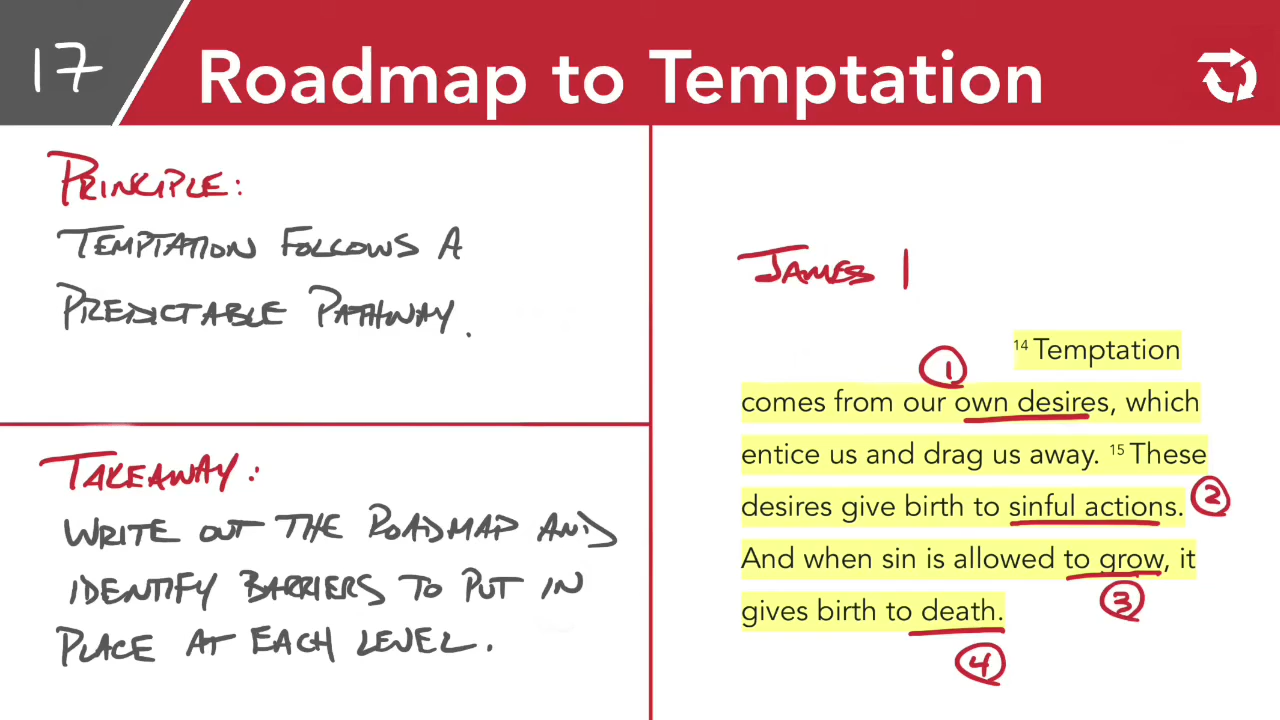 17
Roadmap to Temptation
PRINCIPLE:
TEMPTATION FOLLOWS A
PREDICTABLE PATHWAY.
TAKEAWAY:
WRITE OUT THE ROADMAP AND
IDENTIFY BARRIERS TO PUT IN
PLACE AT EACH LEVEL.
JAMES 1
14 Temptation
1
comes from our own desires, which
entice us and drag us away. 15 These
desires give birth to sinful actions. 2
And when sin is allowed to grow, it
3
gives birth to death.
4